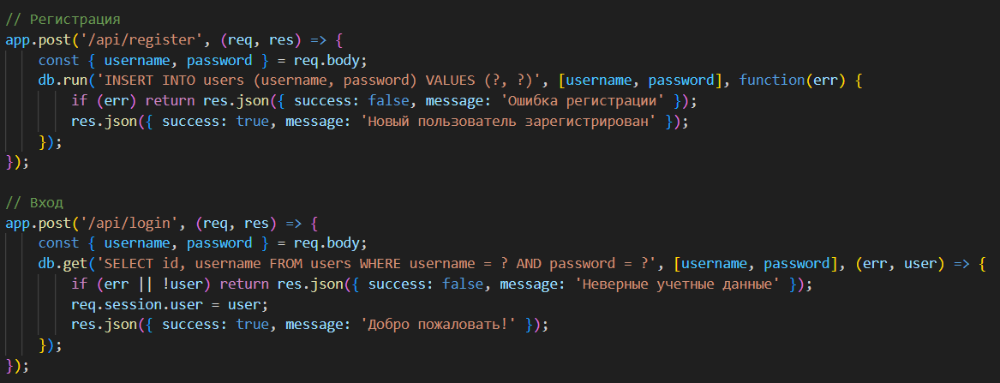 // Регистрация
app.post('/api/register', (req, res) => {
    const { username, password } = req.body;
    db.run('INSERT INTO users (username, password) VALUES (?, ?)', [username, password], function(err) {
        if (err) return res.json({ success: false, message: 'Ошибка регистрации' });
        res.json({ success: true, message: 'Новый пользователь зарегистрирован' });
    });
});

// Вход
app.post('/api/login', (req, res) => {
    const { username, password } = req.body;
    db.get('SELECT id, username FROM users WHERE username = ? AND password = ?', [username, password], (err, user) => {
        if (err || !user) return res.json({ success: false, message: 'Неверные учетные данные' });
        req.session.user = user;
        res.json({ success: true, message: 'Добро пожаловать!' });
    });
});